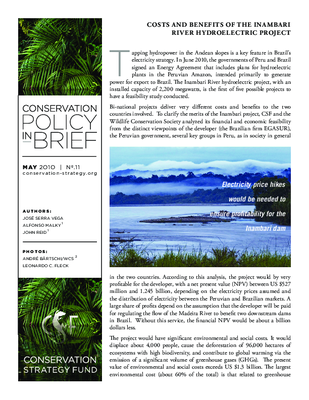 COSTS AND BENEFITS OF THE INAMBARI
RIVER HYDROELECTRIC PROJECT
Tapping hydropower in the Andean slopes is a key feature in Brazil's
electricity strategy. In June 2010, the governments of Peru and Brazil
signed an Energy Agreement that includes plans for hydroelectric
plants in the Peruvian Amazon, intended primarily to generate
power for export to Brazil. The Inambari River hydroelectric project, with an
installed capacity of 2,200 megawatts, is the first of five possible projects to
have a feasibility study conducted.
Bi-national projects deliver very different costs and benefits to the two
countries involved. To clarify the merits of the Inambari project, CSF and the
Wildlife Conservation Society analyzed its financial and economic feasibility
from the distinct viewpoints of the developer (the Brazilian firm EGASUR),
the Peruvian government, several key groups in Peru, as in society in general
Electricity price hikes
would be needed to
ensure profitability for the
Inambari dam
in the two countries. According to this analysis, the project would by very
profitable for the developer, with a net present value (NPV) between US $527
million and 1.245 billion, depending on the electricity prices assumed and
the distribution of electricity between the Peruvian and Brazilian markets. A
large share of profits depend on the assumption that the developer will be paid
for regulating the flow of the Madeira River to benefit two downstream dams
in Brazil. Without this service, the financial NPV would be about a billion
dollars less.
The project would have significant environmental and social costs. It would
displace about 4,000 people, cause the deforestation of 96,000 hectares of
ecosystems with high biodiversity, and contribute to global warming via the
emission of a significant volume of greenhouse gases (GHGs). The present
value of environmental and social costs exceeds US $1.3 billion. The largest
environmental cost (about 60% of the total) is that related to greenhouse
CONSERVATION
POLICY
IN BRIEF
MAY 2010 | Nº.11
conservation-strategy.org
AUTHORS:
JOSÉ SERRA VEGA
ALFONSO MALKY 1
JOHN REID 1
PHOTOS:
ANDRÉ BÄRTSCHI/WCS 2
LEONARDO C. FLECK
CONSERVATION
STRATEGY FUND